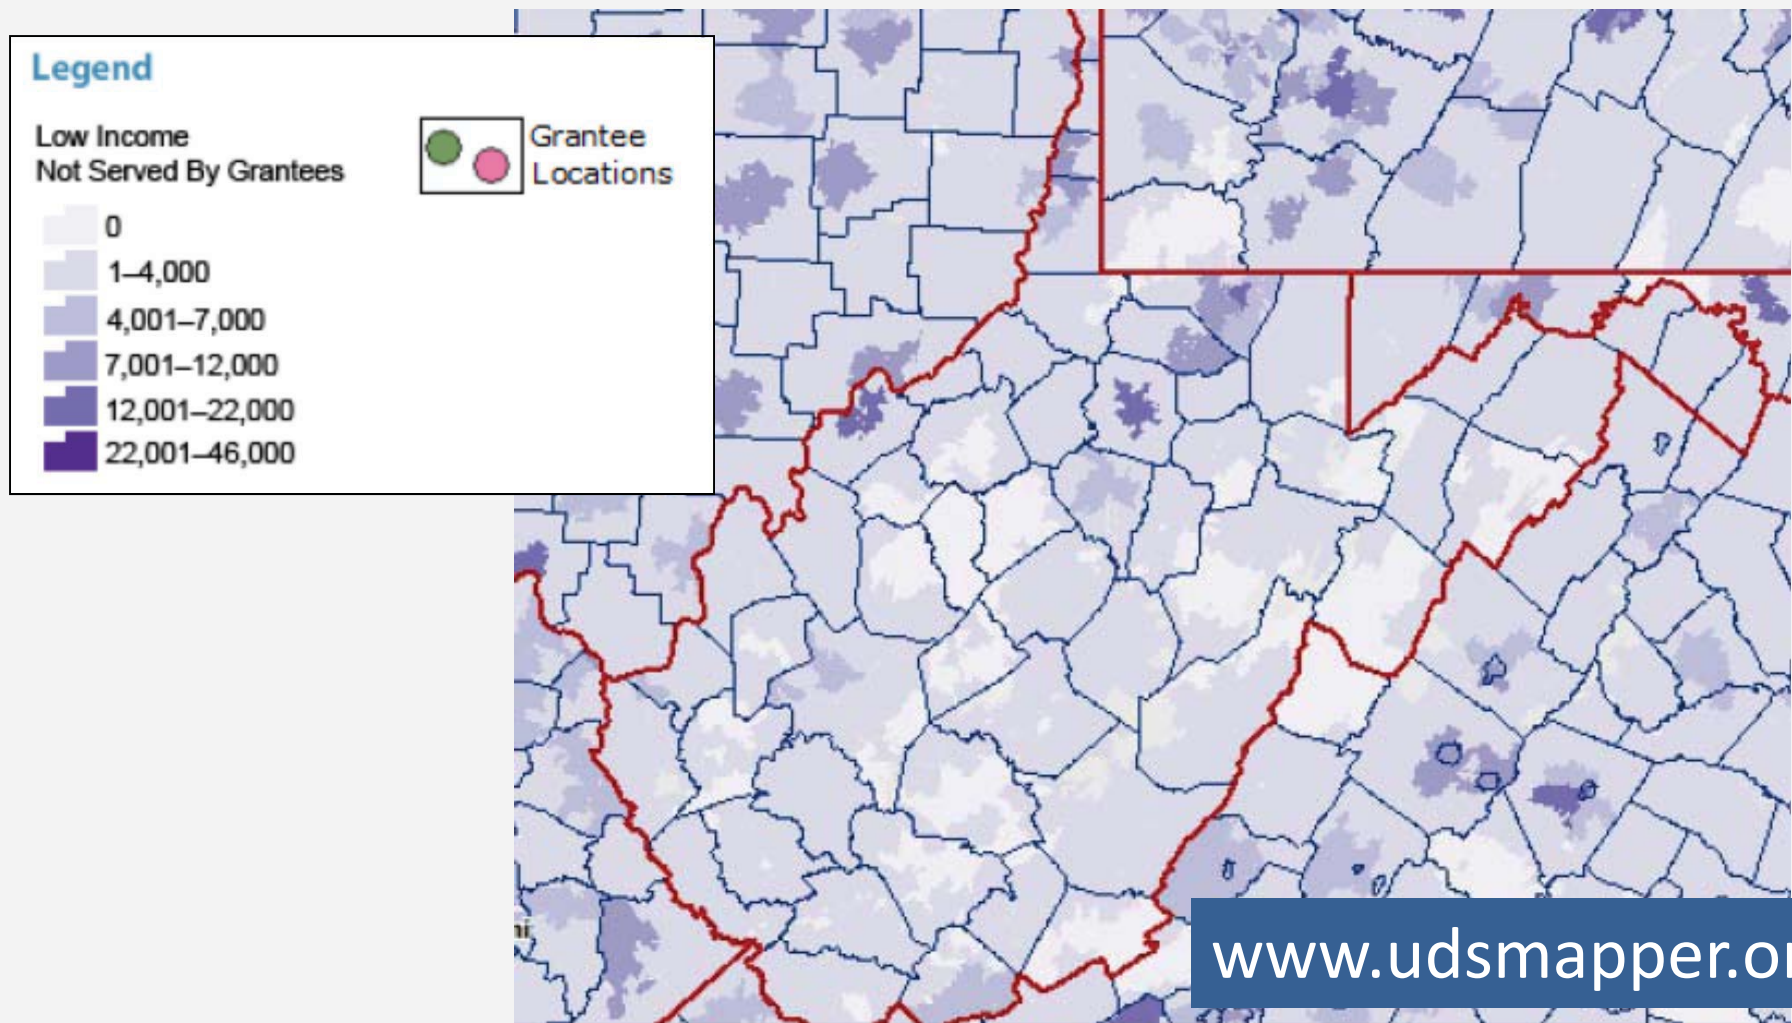 Legend
Low Income
Not Served By Grantees
Grantee
Locations
0
1–4,000
4,001–7,000
7,001–12,000
12,001–22,000
22,001–46,000
www.udsmapper.or